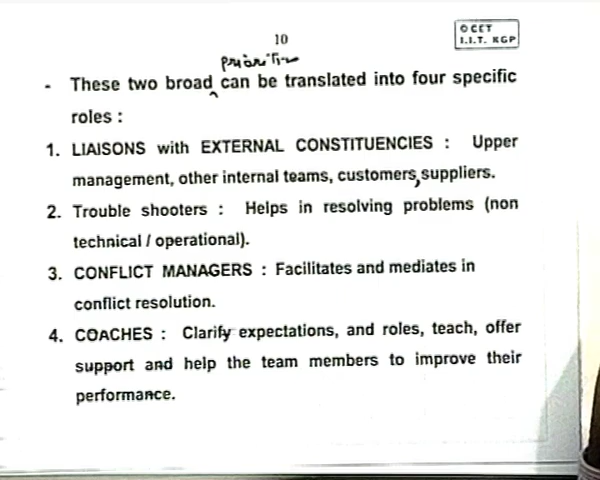 10
© CET
I.I.T. KGP
priorities
- These two broad ‸ can be translated into four specific
roles :
1. LIAISONS with EXTERNAL CONSTITUENCIES : Upper
management, other internal teams, customers, suppliers.
2. Trouble shooters : Helps in resolving problems (non
technical / operational).
3. CONFLICT MANAGERS : Facilitates and mediates in
conflict resolution.
4. COACHES : Clarify expectations, and roles, teach, offer
support and help the team members to improve their
performance.